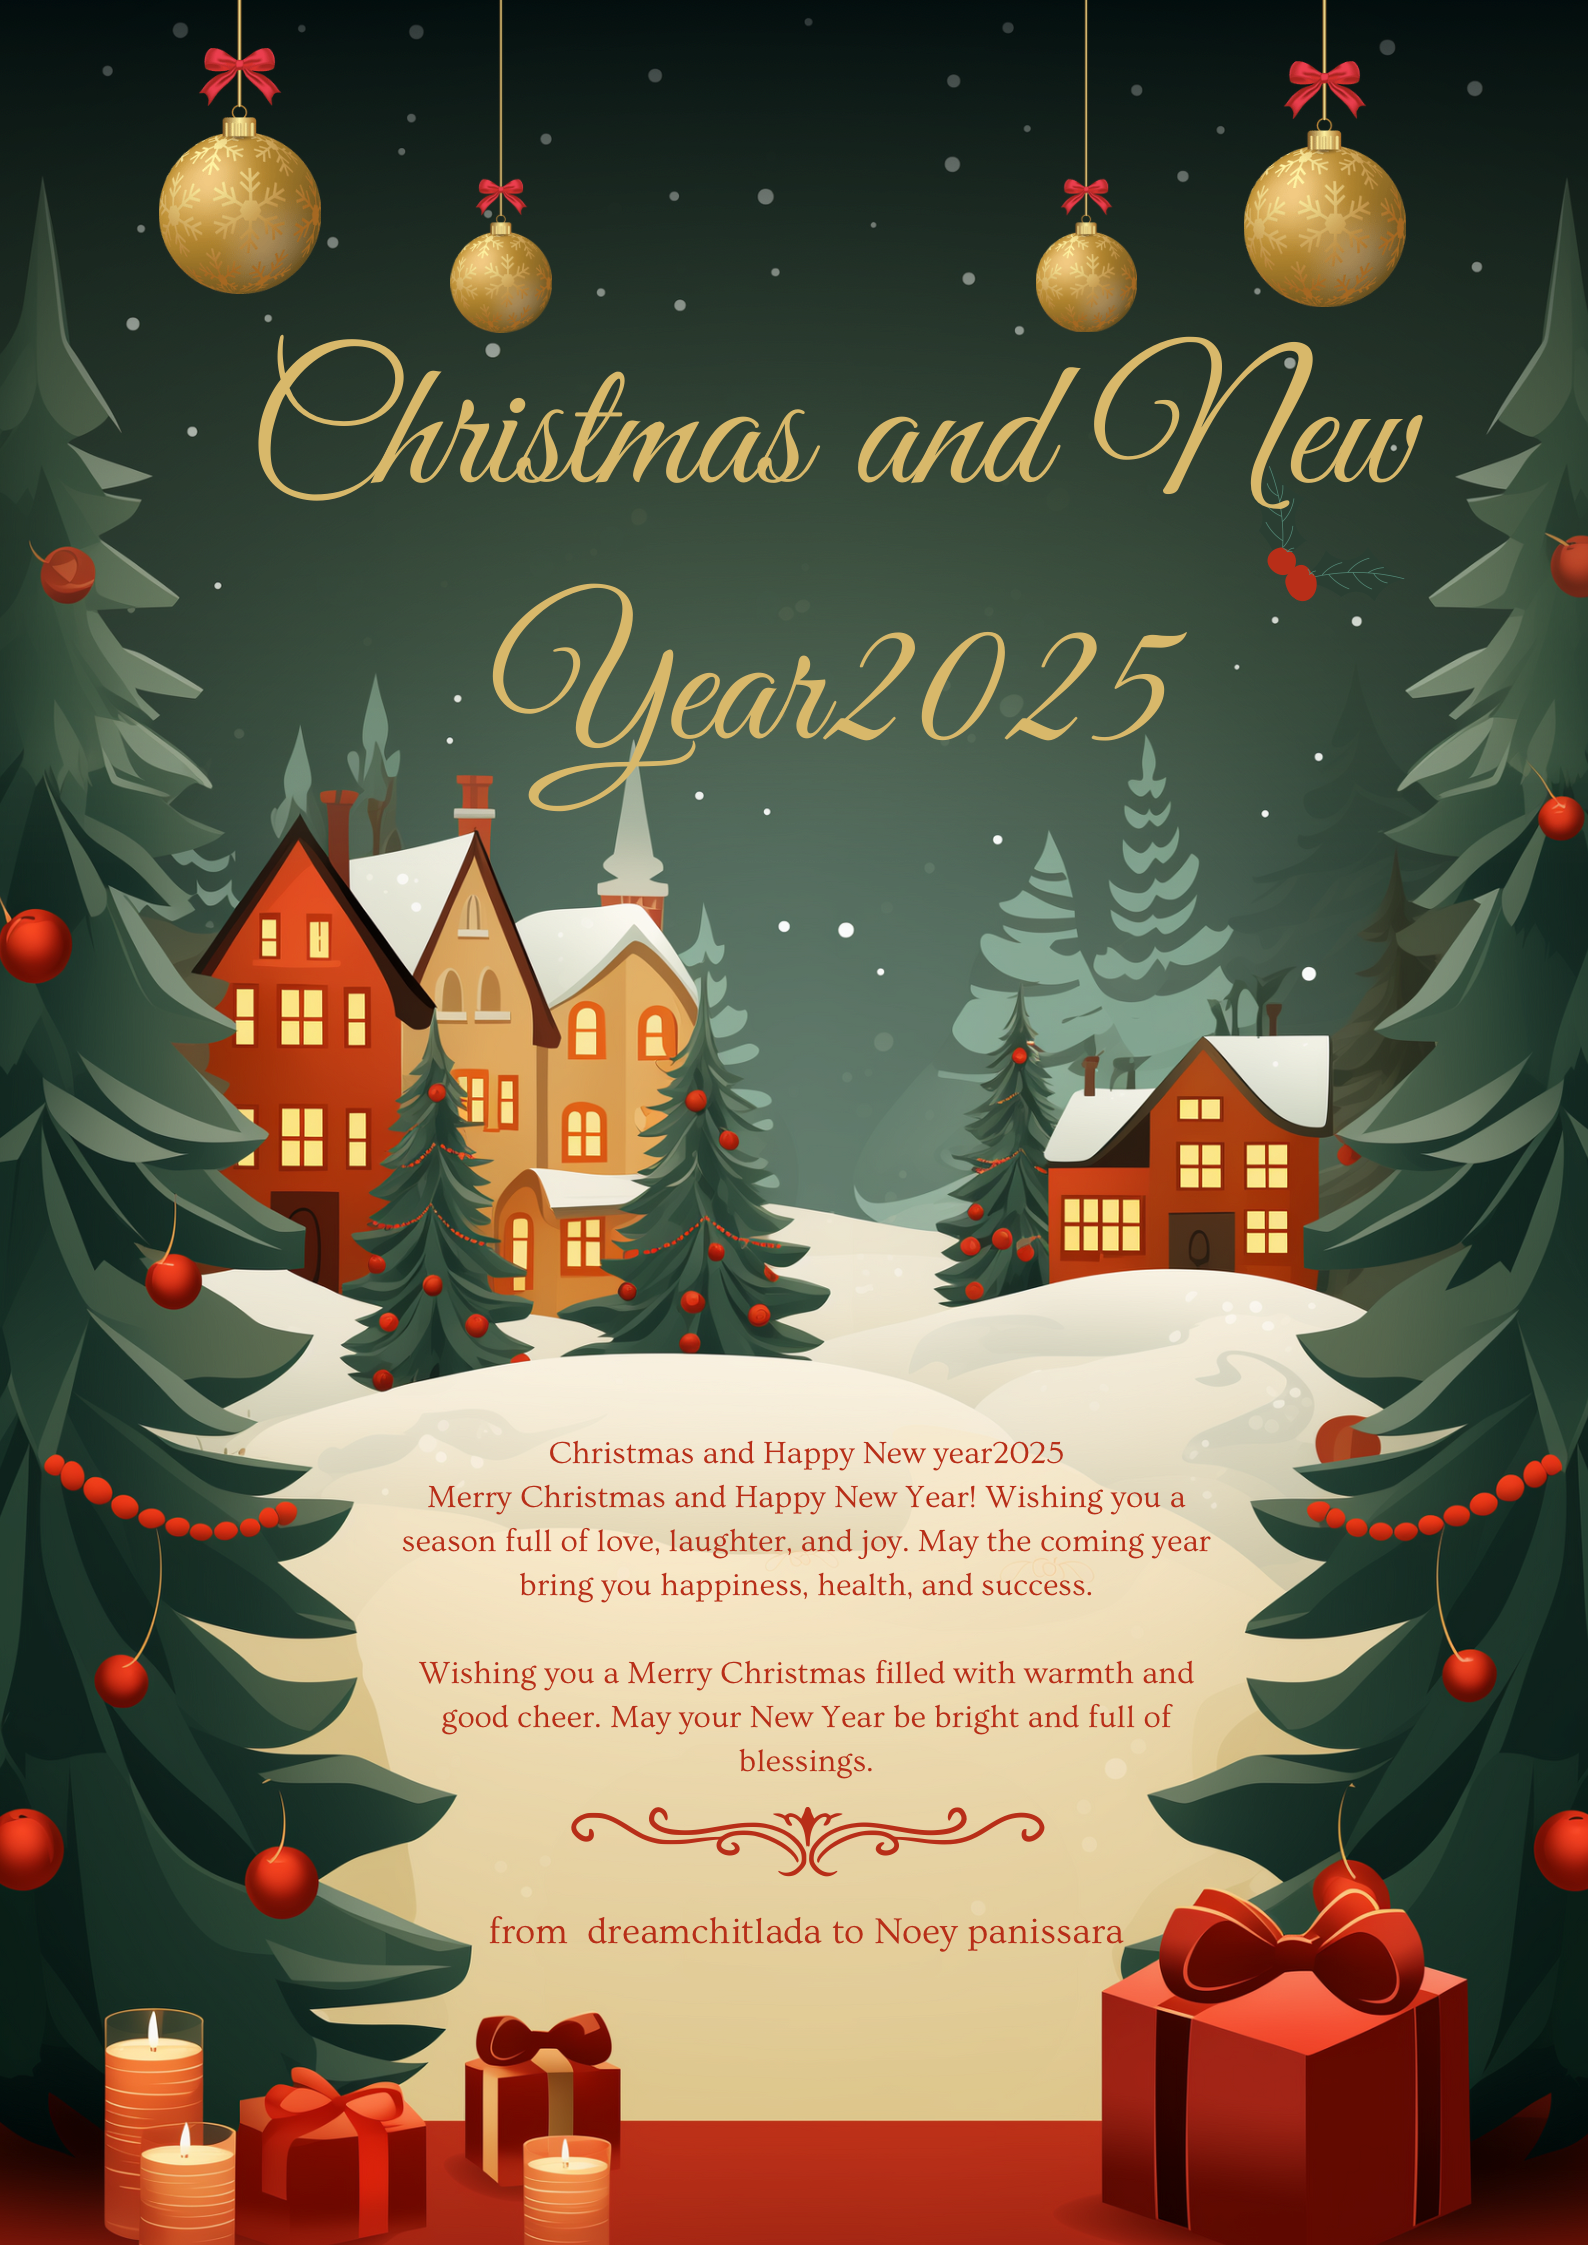 Christmas and New
Year2025
Christmas and Happy New year2025
Merry Christmas and Happy New Year! Wishing you a
season full of love, laughter, and joy. May the coming year
bring you happiness, health, and success.
Wishing you a Merry Christmas filled with warmth and
good cheer. May your New Year be bright and full of
blessings.
from  dreamchitlada to Noey panissara